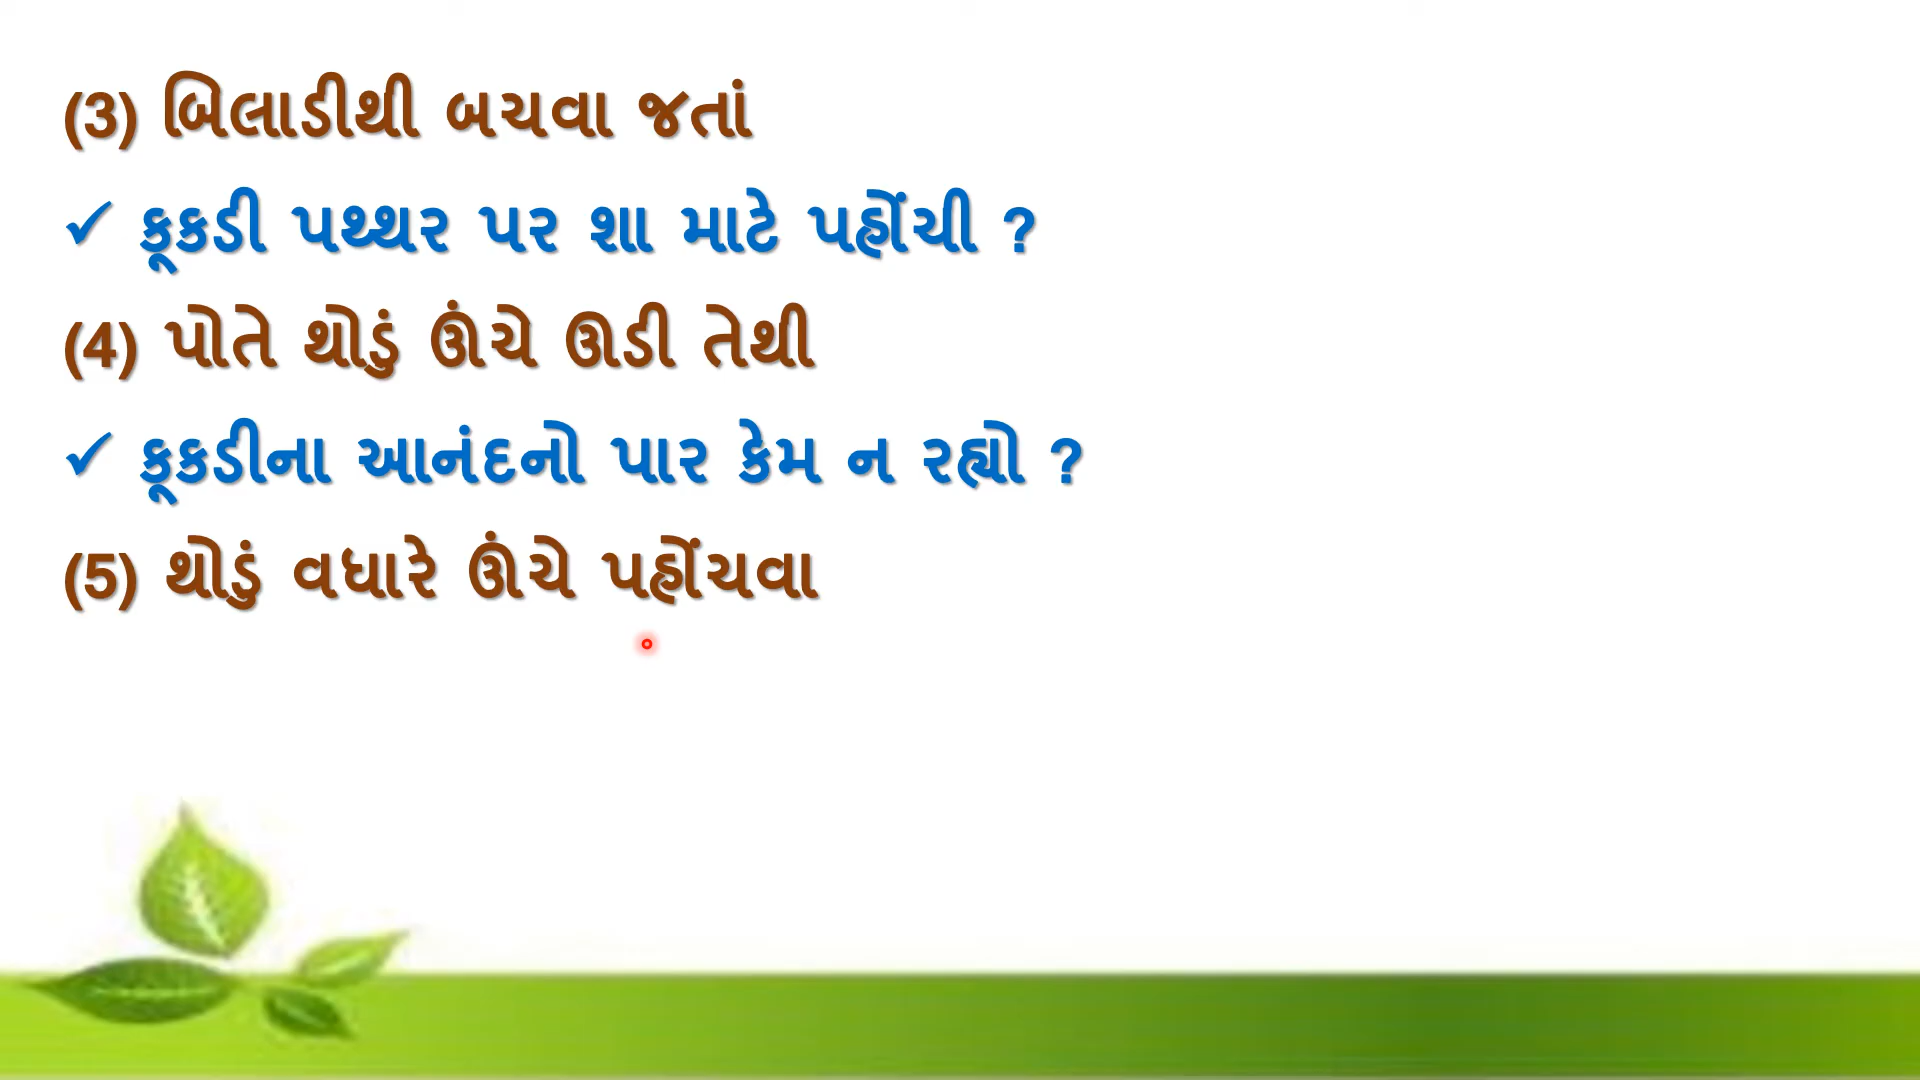 (3) બિલાડીથી બચવા જતાં
✓ કૂકડી પથ્થર પર શા માટે પહોંચી ?
(4) પોતે થોડું ઊંચે ઊડી તેથી
✓ કૂકડીના આનંદનો પાર કેમ ન રહ્યો ?
(5) થોડું વધારે ઊંચે પહોંચવા